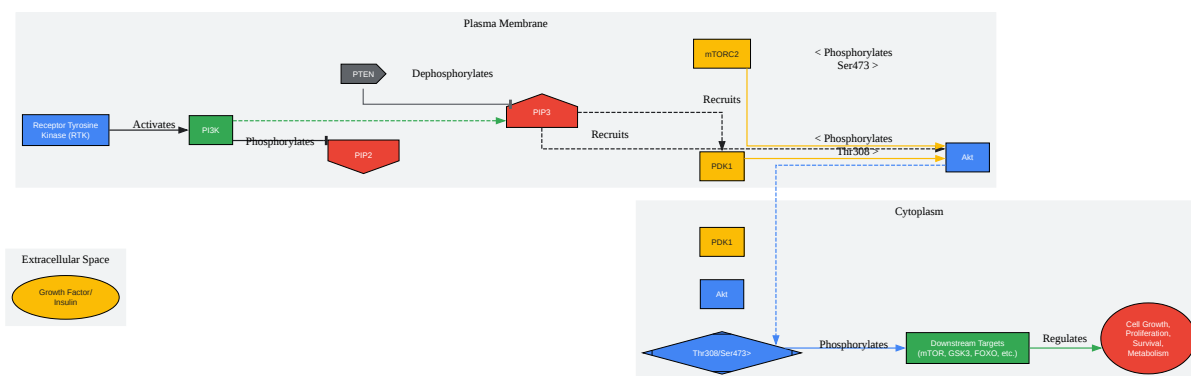 Plasma Membrane
mTORC2
< Phosphorylates
Ser473 >
PTEN
Dephosphorylates
Recruits
PIP3
Receptor Tyrosine
Kinase (RTK)
Activates
PI3K
Phosphorylates
PIP2
Recruits
< Phosphorylates
Thr308 >
PDK1
Akt
Cytoplasm
PDK1
Extracellular Space
Growth Factor/
Insulin
Akt
Thr308/Ser473>
Phosphorylates
Downstream Targets
(mTOR, GSK3, FOXO, etc.)
Regulates
Cell Growth,
Proliferation,
Survival,
Metabolism